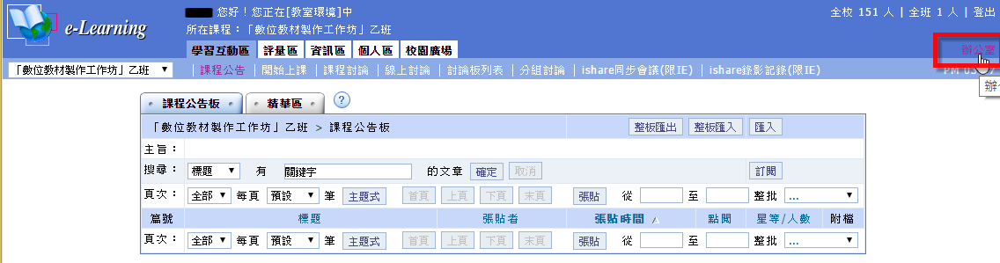 e-Learning
您好！您正在[教室環境]中
全校 151 人 | 全班 1 人 | 登出
所在課程：「數位教材製作工作坊」乙班
學習互動區 評量區 資訊區 個人區 校園廣場
辦公室
「數位教材製作工作坊」乙班
課程公告 | 開始上課 | 課程討論 | 線上討論 | 討論板列表 | 分組討論 | ishare同步會議(限IE) | ishare錄影記錄(限IE)
PM
課程公告板 精華區 ?
「數位教材製作工作坊」乙班 > 課程公告板 整板匯出 整板匯入 匯入
主旨：
搜尋： 標題 有 關鍵字 的文章 確定 取消 訂閱
頁次： 全部 每頁 預設 筆 主題式 首頁 上頁 下頁 末頁 張貼 從 至 整批 ...
篇號 標題 張貼者 張貼時間 點閱 星等/人數 附檔
頁次： 全部 每頁 預設 筆 主題式 首頁 上頁 下頁 末頁 張貼 從 至 整批 ...